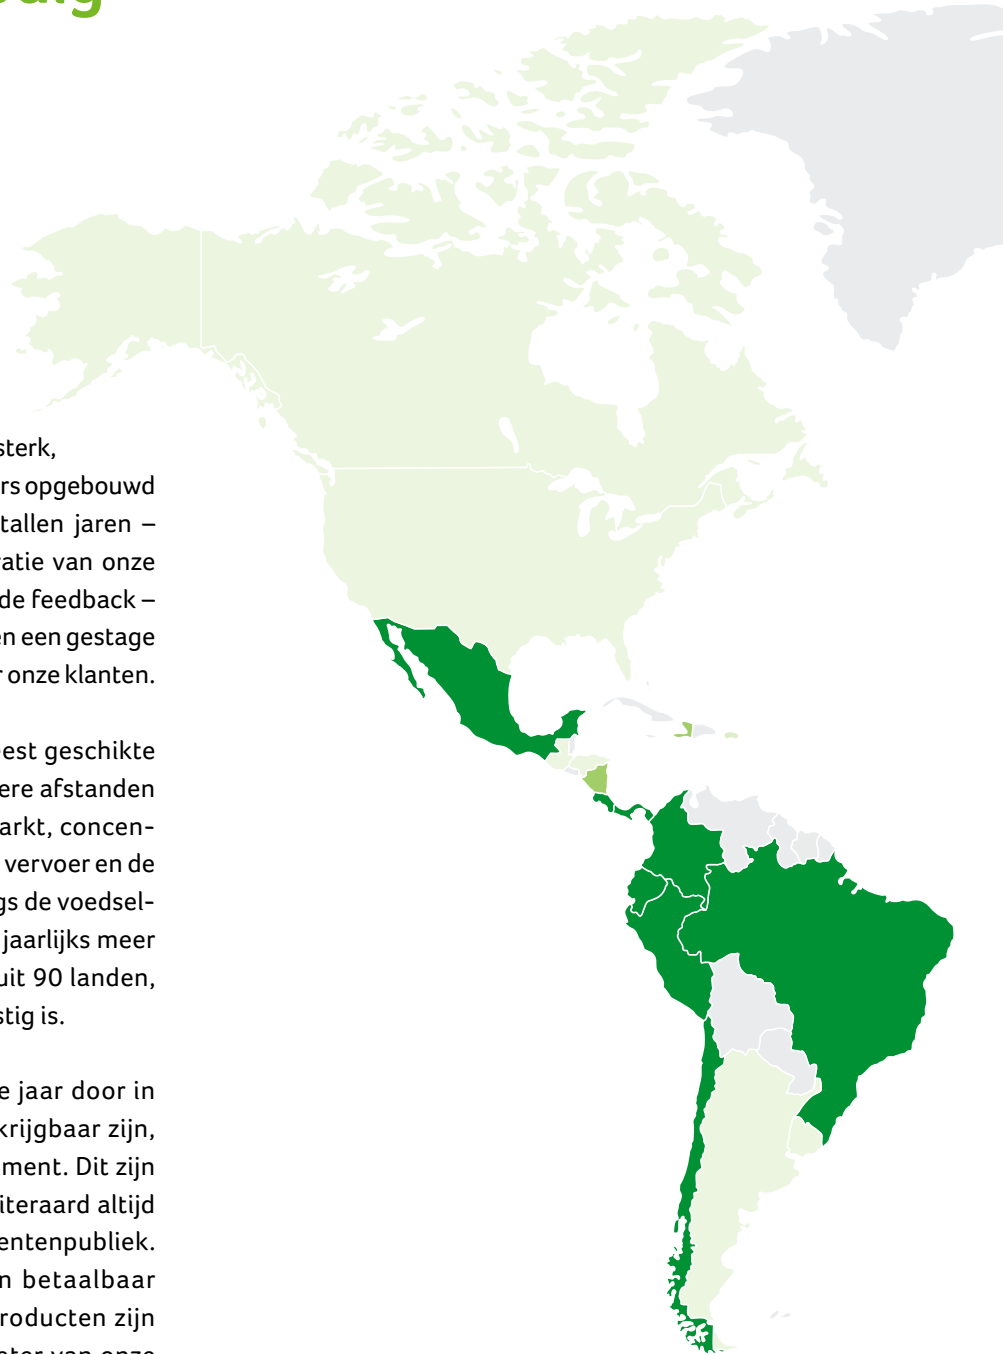 sterk,
rs opgebouwd
tallen jaren –
atie van onze
de feedback –
en een gestage
r onze klanten.
est geschikte
ere afstanden
arkt, concen-
vervoer en de
gs de voedsel-
jaarlijks meer
uit 90 landen,
stig is.
e jaar door in
krijgbaar zijn,
ment. Dit zijn
iteraard altijd
entenpubliek.
n betaalbaar
roducten zijn